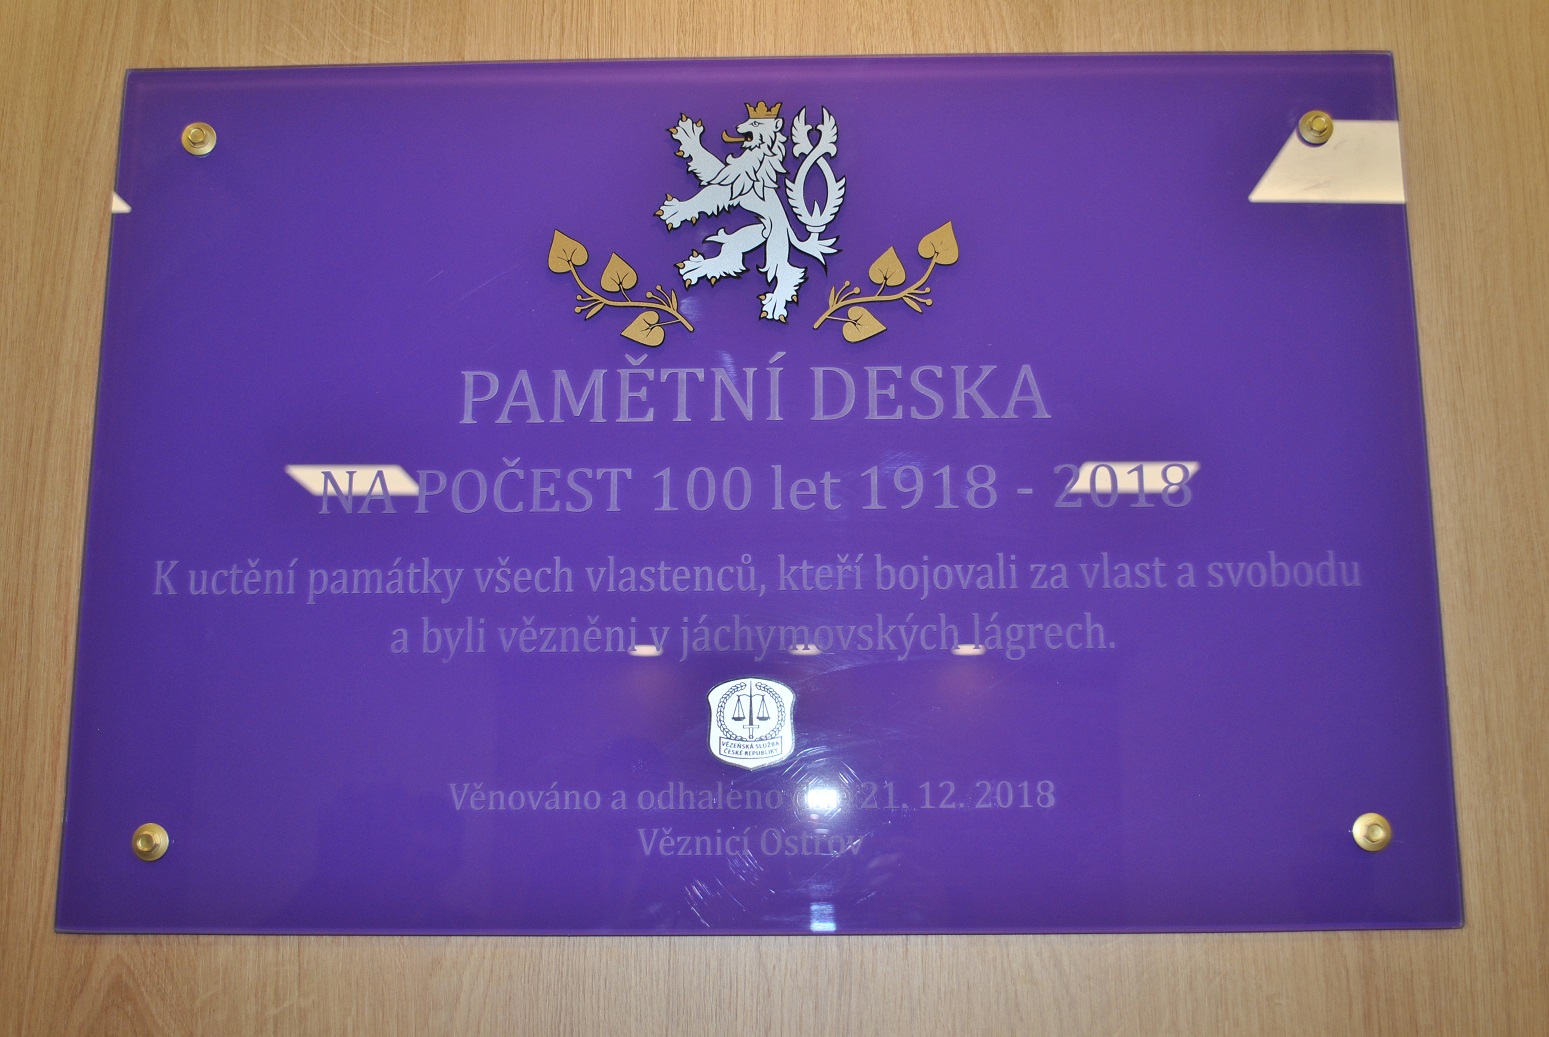 PAMĚTNÍ DESKA
NA POČEST 100 let 1918 - 2018
K uctění památky všech vlastenců, kteří bojovali za vlast a svobodu
a byli vězněni v jáchymovských lágrech.
VĚZEŇSKÁ SLUŽBA
ČESKÉ REPUBLIKY
Věnováno a odhaleno 21. 12. 2018
Věznicí Ostrov